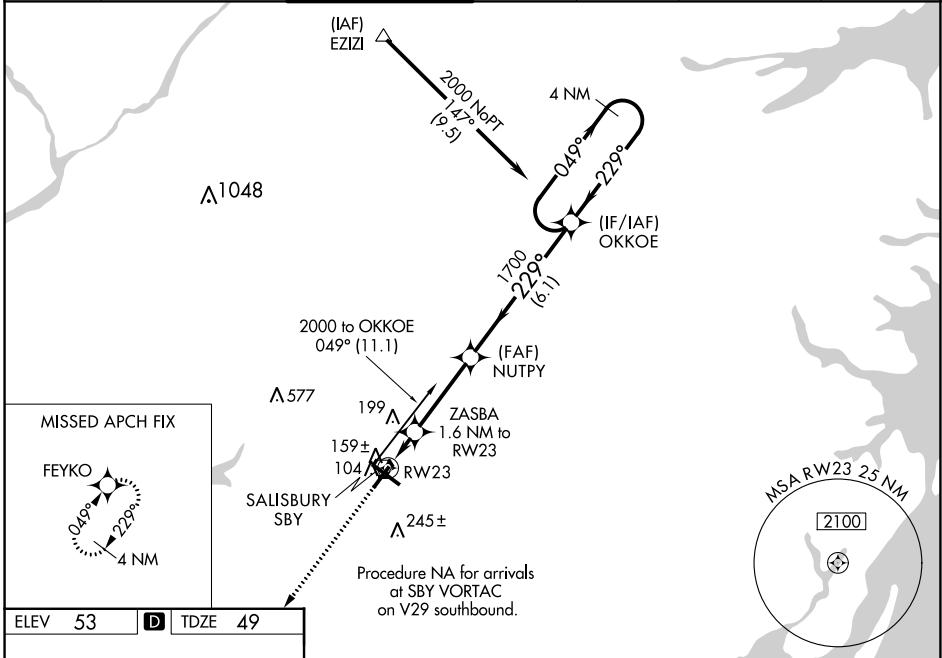 (IAF)
EZIZI
2000 NoPT
147°
(9.5)
4 NM
049°
229°
(IF/IAF)
OKKOE
1048
1700
229°
(6.1)
2000 to OKKOE
049° (11.1)
(FAF)
NUTPY
577
199
ZASBA
1.6 NM to
RW23
159±
104
RW23
SALISBURY
SBY
245±
MISSED APCH FIX
FEYKO
049°
229°
4 NM
Procedure NA for arrivals
at SBY VORTAC
on V29 southbound.
MSA RW23 25 NM
2100
ELEV 53 D TDZE 49